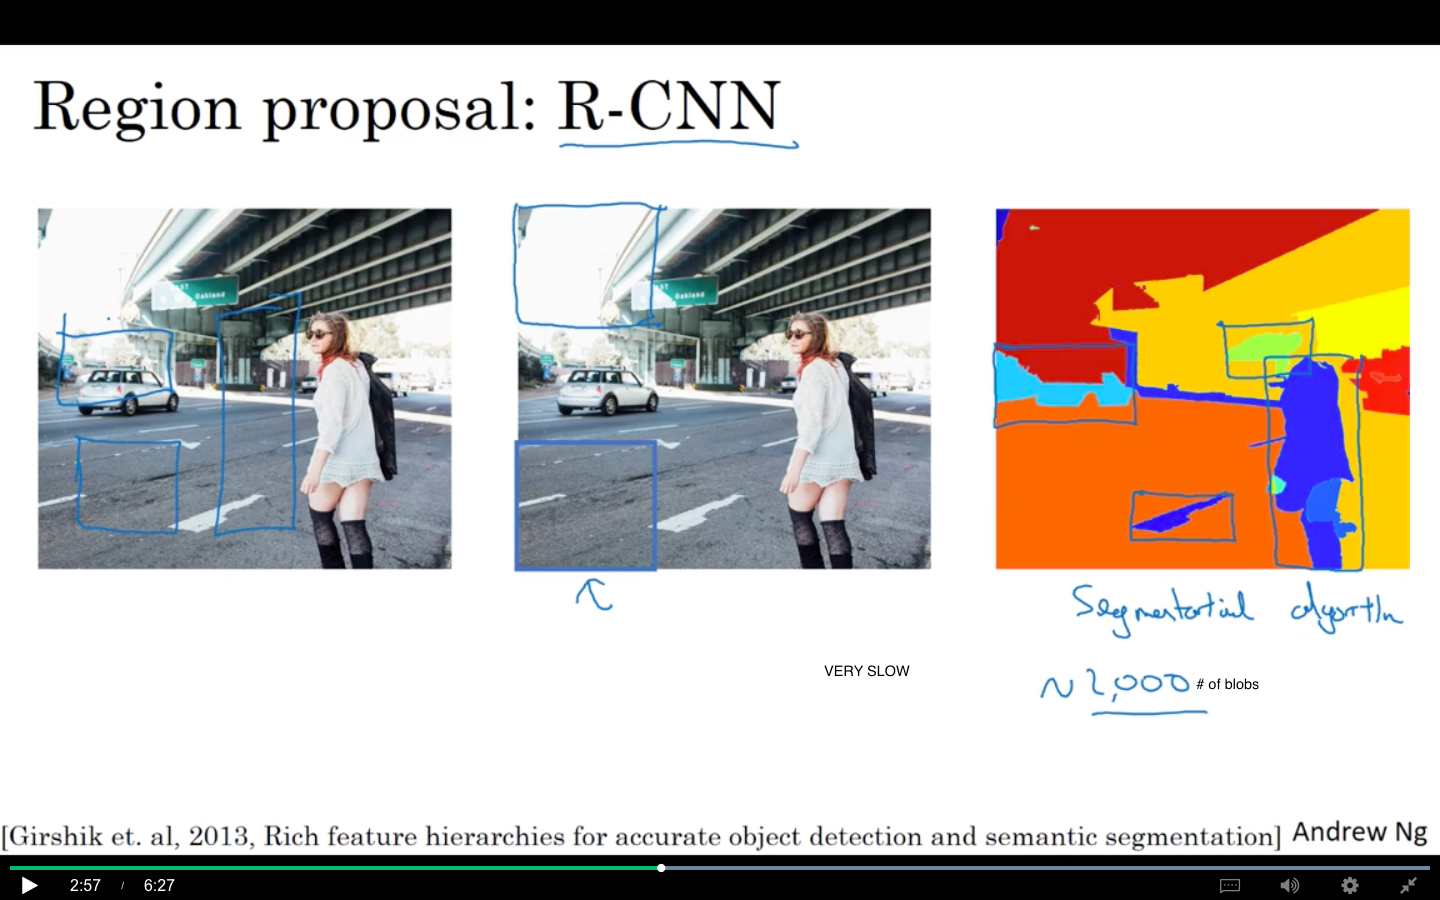 Region proposal: R-CNN
Oakland
Oakland
Segmentation algorithm
VERY SLOW
~2,000 # of blobs
[Girshik et. al, 2013, Rich feature hierarchies for accurate object detection and semantic segmentation] Andrew Ng
2:57 / 6:27